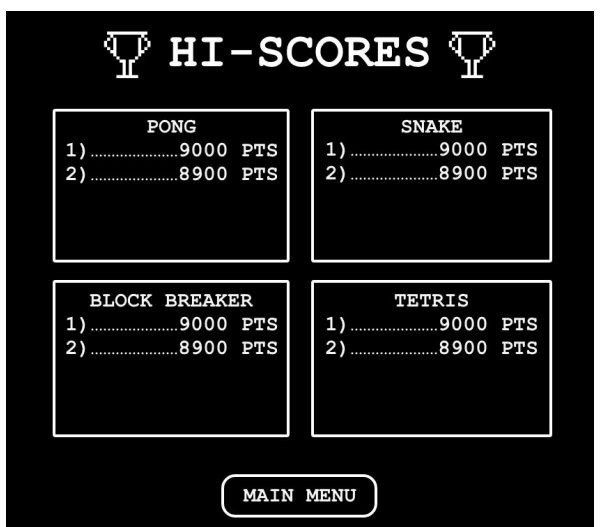 HI-SCORES
PONG
1).....................9000 PTS
2).....................8900 PTS
SNAKE
1).....................9000 PTS
2).....................8900 PTS
BLOCK BREAKER
1).....................9000 PTS
2).....................8900 PTS
TETRIS
1).....................9000 PTS
2).....................8900 PTS
MAIN MENU